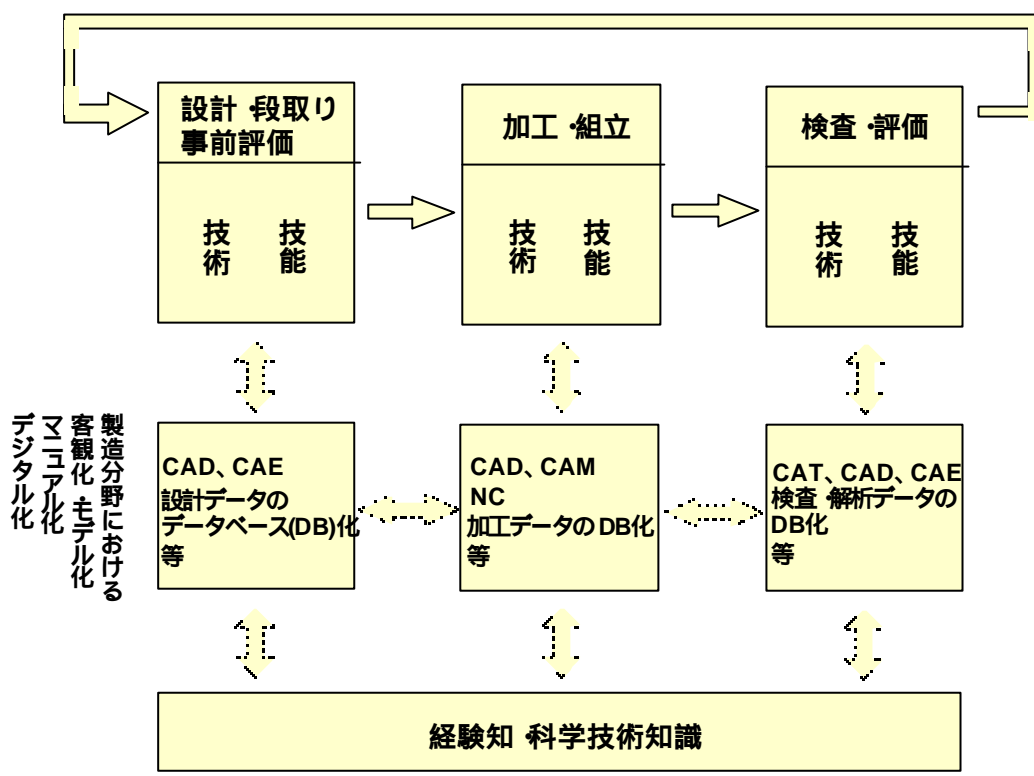 設計・段取り
事前評価
技術
技能
加工・組立
技術
技能
検査・評価
技術
技能
製造分野における
客観化・モデル化
マニュアル化
デジタル化
CAD、CAE
設計データの
データベース(DB)化
等
CAD、CAM
NC
加工データのDB化
等
CAT、CAD、CAE
検査・解析データの
DB化
等
経験知・科学技術知識